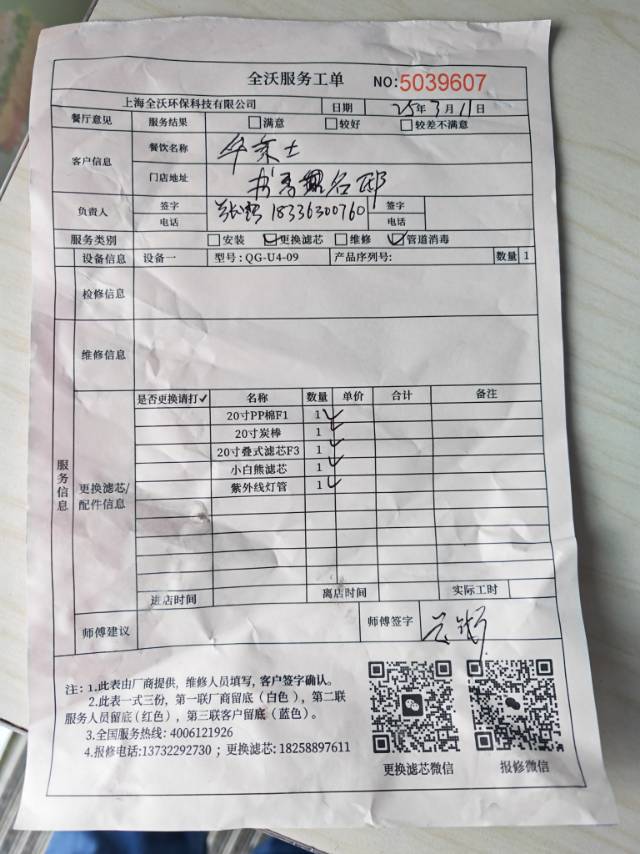 全沃服务工单 NO:5039607
上海全沃环保科技有限公司 日期 25年3月11日
餐厅意见 服务结果 □满意 □较好 □较差不满意
客户信息 餐饮名称 华莱士
门店地址 书香名邸
负责人 签字 电话 18336300760 签字 电话
服务类别 □安装 ☑更换滤芯 □维修 ☑管道消毒
设备信息 设备一 型号:QG-U4-09 产品序列号: 数量 1
检修信息
维修信息
服务信息
更换滤芯/配件信息
是否更换请打✓ 名称 数量 单价 合计 备注
20寸PP棉F1 1 ✓
20寸炭棒 1 ✓
20寸叠式滤芯F3 1 ✓
小白熊滤芯 1 ✓
紫外线灯管 1 ✓
进店时间 离店时间 实际工时
师傅建议 师傅签字
注：1.此表由厂商提供，维修人员填写，客户签字确认。
2.此表一式三份，第一联厂商留底（白色），第二联
服务人员留底(红色），第三联客户留底（蓝色）。
3.全国服务热线: 4006121926
4.报修电话:13732292730 ；更换滤芯: 18258897611
更换滤芯微信 报修微信